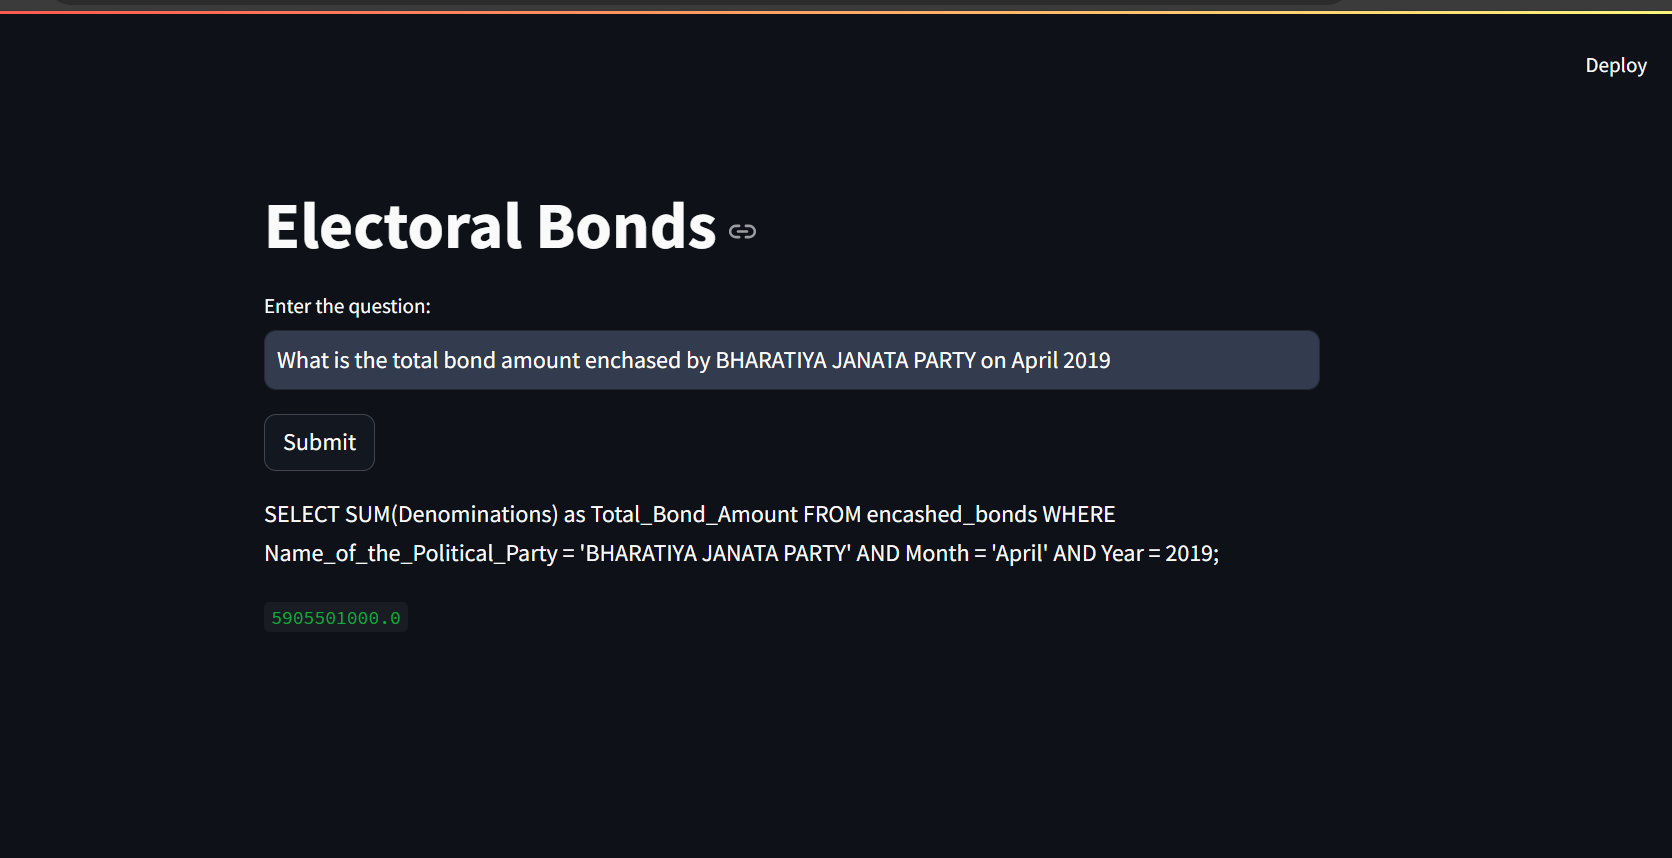 Deploy
Electoral Bonds
Enter the question:
What is the total bond amount enchased by BHARATIYA JANATA PARTY on April 2019
Submit
SELECT SUM(Denominations) as Total_Bond_Amount FROM encashed_bonds WHERE
Name_of_the_Political_Party = 'BHARATIYA JANATA PARTY' AND Month = 'April' AND Year = 2019;
5905501000.0